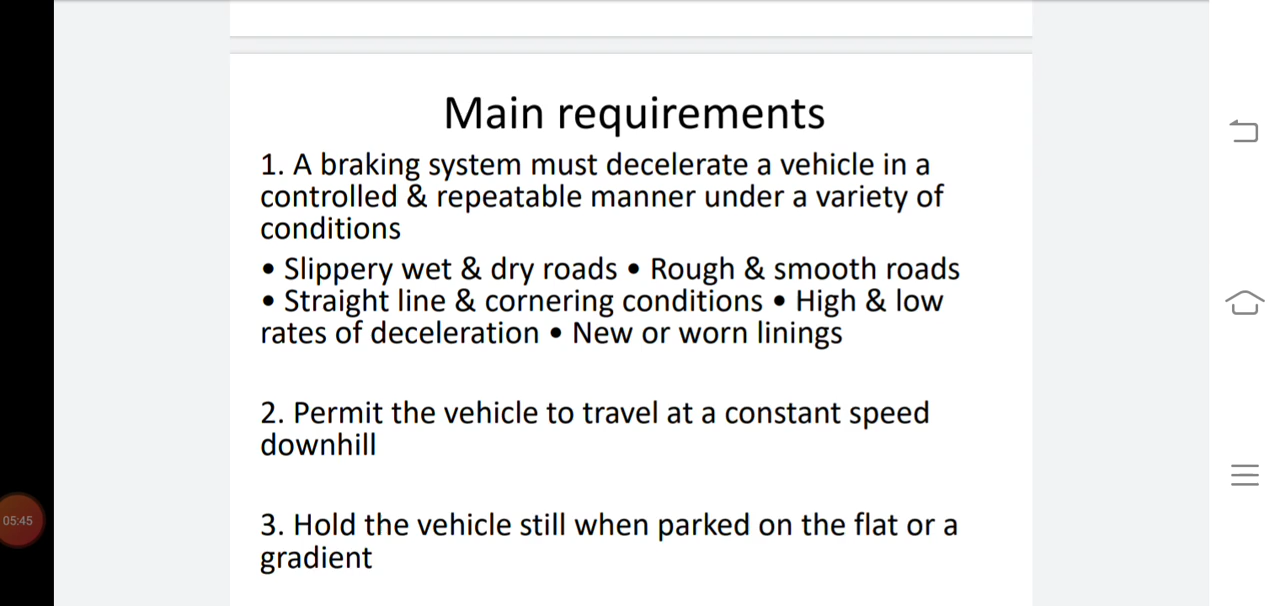 Main requirements
1. A braking system must decelerate a vehicle in a
controlled & repeatable manner under a variety of
conditions
• Slippery wet & dry roads • Rough & smooth roads
• Straight line & cornering conditions • High & low
rates of deceleration • New or worn linings
2. Permit the vehicle to travel at a constant speed
downhill
3. Hold the vehicle still when parked on the flat or a
gradient
05:45